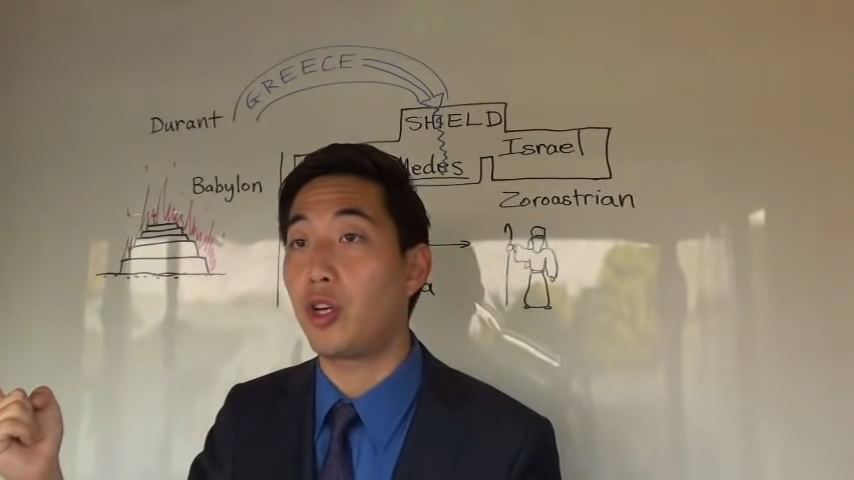 GREECE
Durant
SHIELD
Israel
Medes
Babylon
Zoroastrian
a